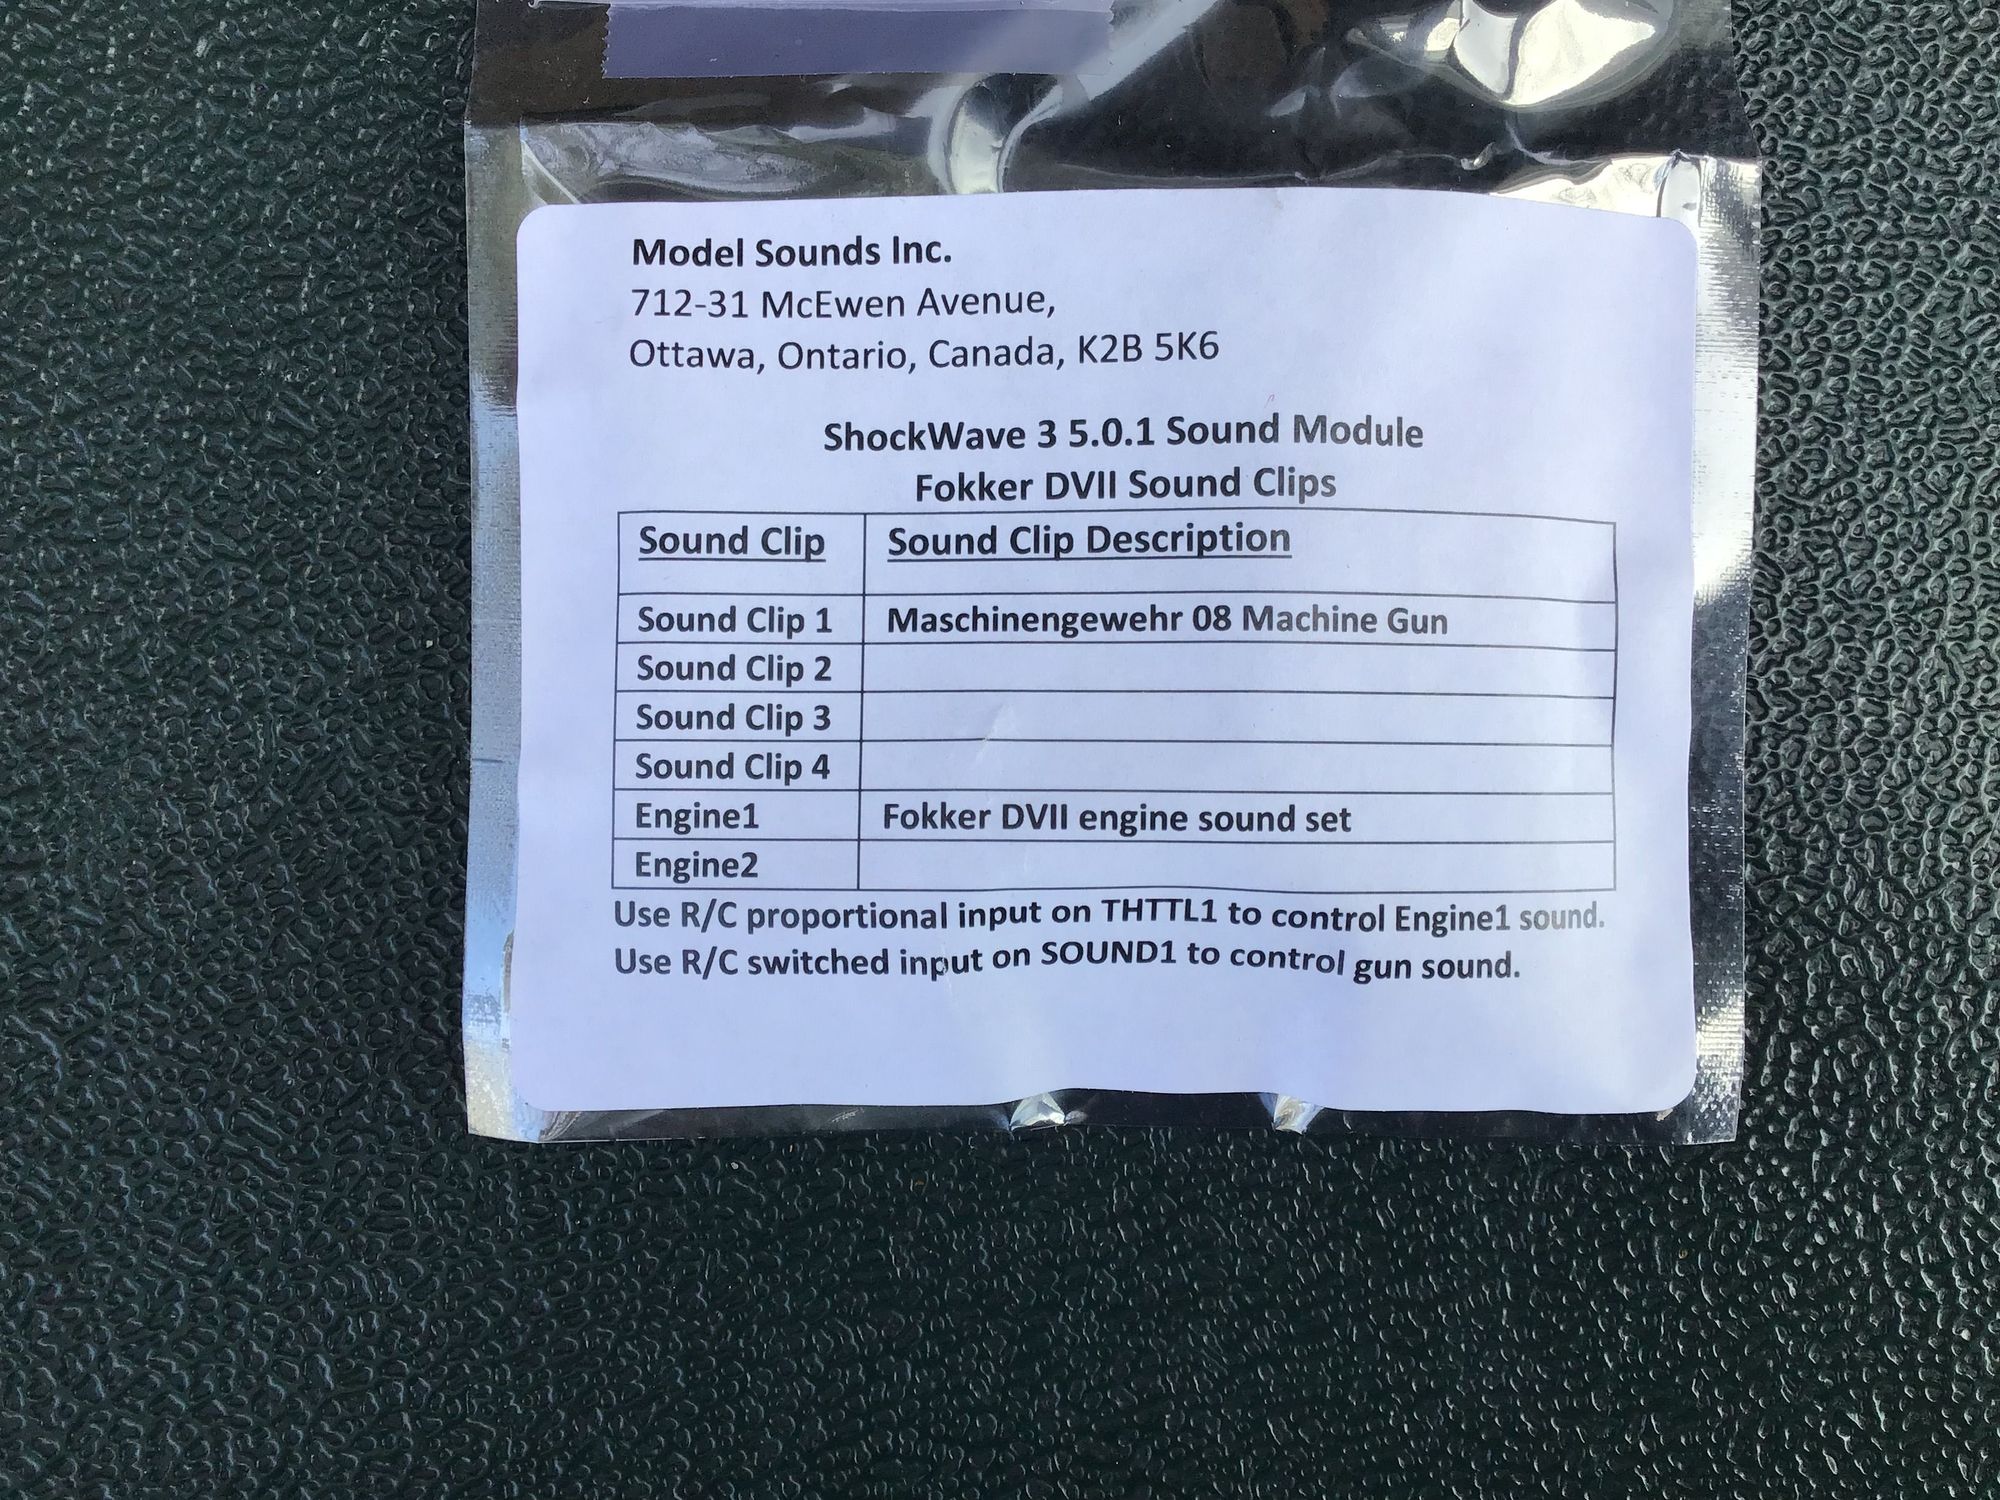 Model Sounds Inc.
712-31 McEwen Avenue,
Ottawa, Ontario, Canada, K2B 5K6
ShockWave 3 5.0.1 Sound Module
Fokker DVII Sound Clips
Sound Clip Sound Clip Description
Sound Clip 1 Maschinengewehr 08 Machine Gun
Sound Clip 2
Sound Clip 3
Sound Clip 4
Engine1 Fokker DVII engine sound set
Engine2
Use R/C proportional input on THTTL1 to control Engine1 sound.
Use R/C switched input on SOUND1 to control gun sound.